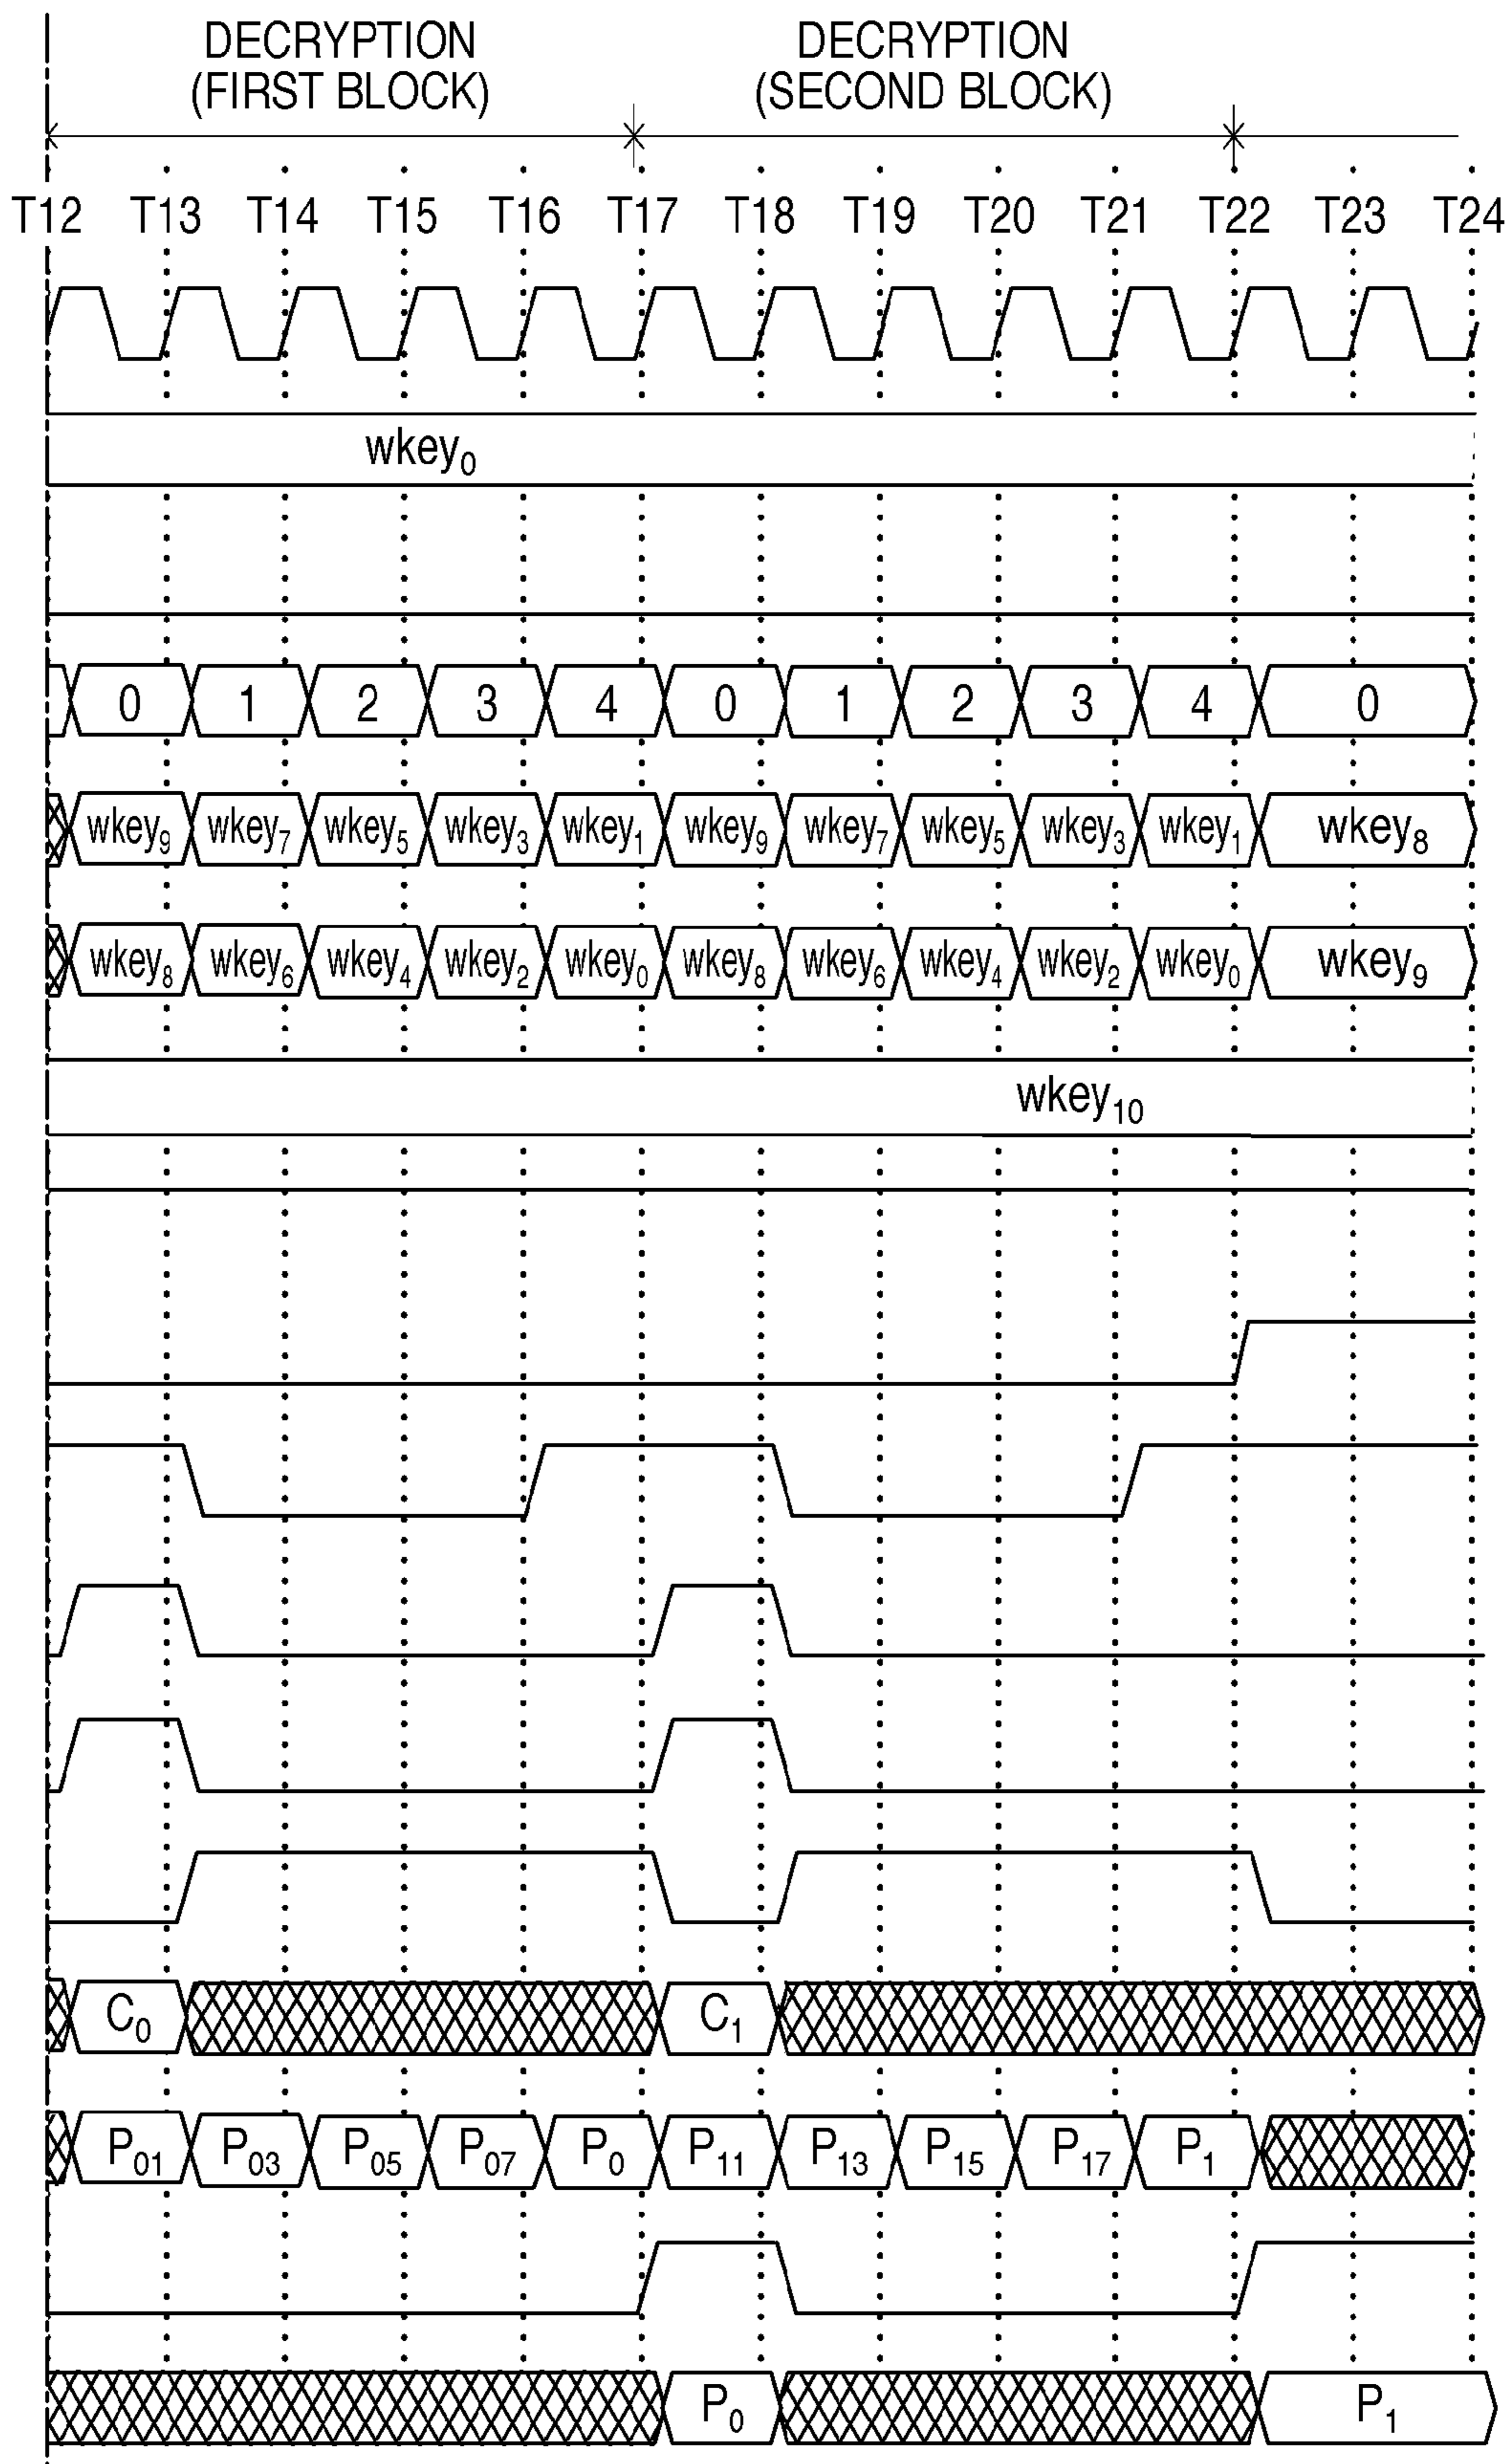 DECRYPTION (FIRST BLOCK)
DECRYPTION (SECOND BLOCK)
T12 T13 T14 T15 T16 T17 T18 T19 T20 T21 T22 T23 T24
wkey₀
0 1 2 3 4 0 1 2 3 4 0
wkey₉ wkey₇ wkey₅ wkey₃ wkey₁ wkey₉ wkey₇ wkey₅ wkey₃ wkey₁ wkey₈
wkey₈ wkey₆ wkey₄ wkey₂ wkey₀ wkey₈ wkey₆ wkey₄ wkey₂ wkey₀ wkey₉
wkey₁₀
C₀ C₁
P₀₁ P₀₃ P₀₅ P₀₇ P₀ P₁₁ P₁₃ P₁₅ P₁₇ P₁
P₀ P₁